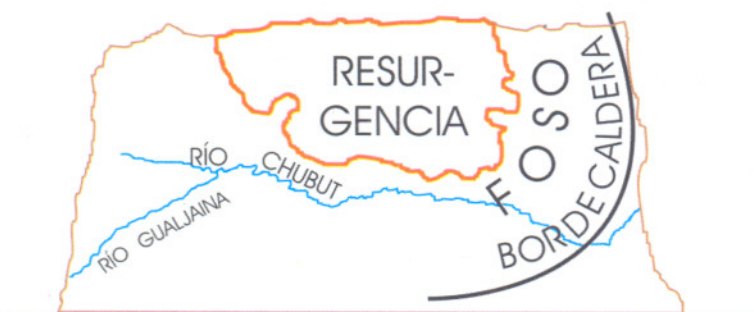 RESUR-
GENCIA
FOSO
BORDE CALDERA
RÍO CHUBUT
RÍO GUALJAINA